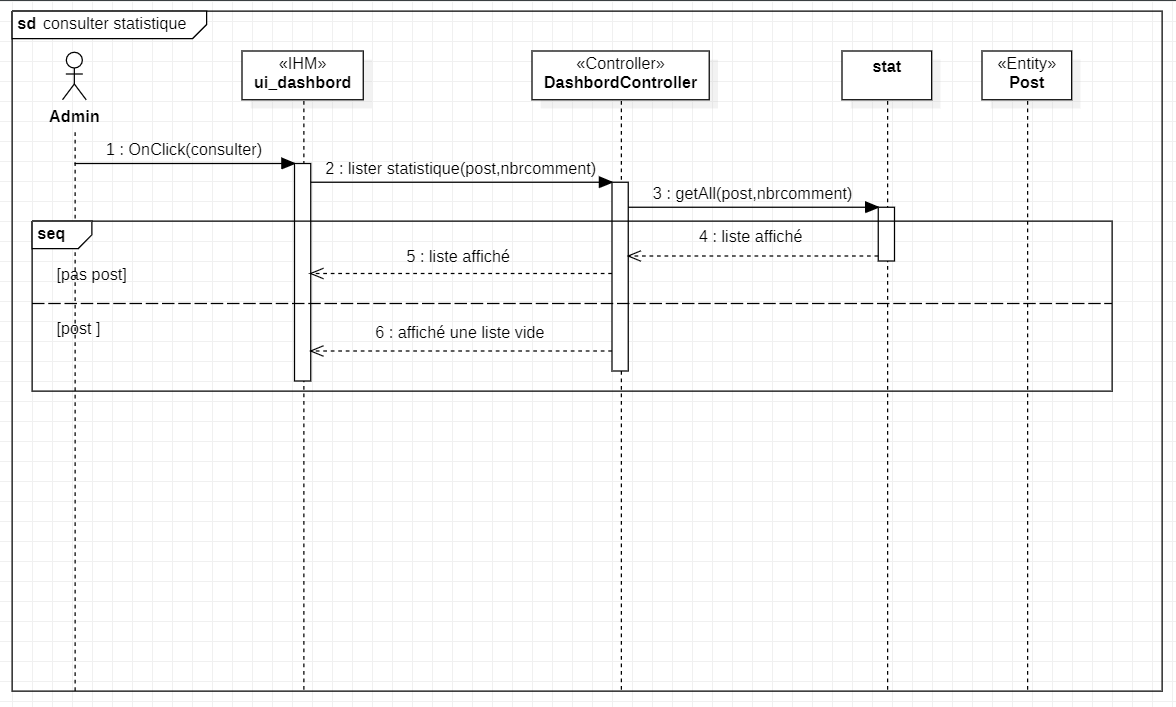 sd consulter statistique
Admin
«IHM»
ui_dashbord
«Controller»
DashbordController
stat
«Entity»
Post
1 : OnClick(consulter)
2 : lister statistique(post,nbrcomment)
3 : getAll(post,nbrcomment)
seq
4 : liste affiché
5 : liste affiché
[pas post]
[post ]
6 : affiché une liste vide